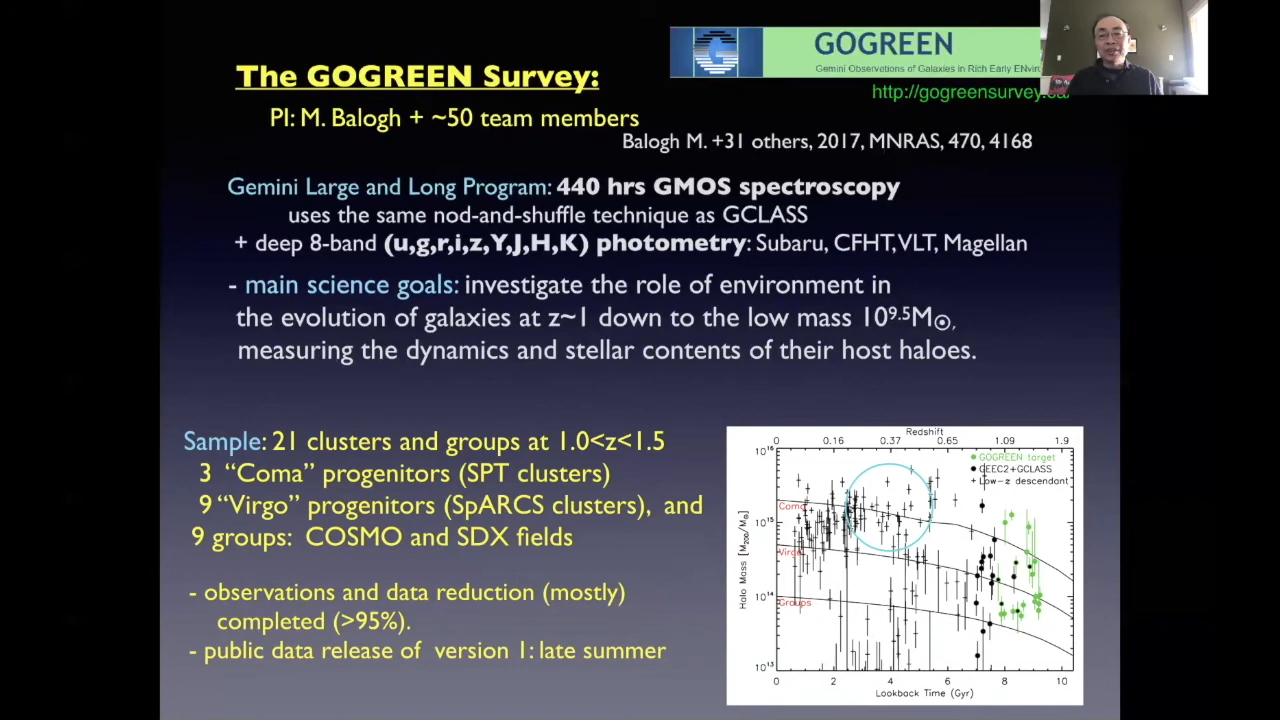 GOGREEN
The GOGREEN Survey:
Gemini Observations of Galaxies in Rich Early
http://gogreensurvey.ca/
PI: M. Balogh + ~50 team members
Balogh M. +31 others, 2017, MNRAS, 470, 4168
Gemini Large and Long Program: 440 hrs GMOS spectroscopy
uses the same nod-and-shuffle technique as GCLASS
+ deep 8-band (u,g,r,i,z,Y,J,H,K) photometry: Subaru, CFHT, VLT, Magellan
- main science goals: investigate the role of environment in
the evolution of galaxies at z~1 down to the low mass 10⁹·⁵M⊙,
measuring the dynamics and stellar contents of their host haloes.
Sample: 21 clusters and groups at 1.0<z<1.5
3 “Coma” progenitors (SPT clusters)
9 “Virgo” progenitors (SpARCS clusters), and
9 groups: COSMO and SDX fields
- observations and data reduction (mostly)
completed (>95%).
- public data release of version 1: late summer
Redshift
0 0.16 0.37 0.65 1.09 1.9
10¹⁶
GOGREEN target
GEEC2+GCLASS
+ Low-z descendant
Coma
10¹⁵
Virgo
Halo Mass [M₂₀₀/M⊙]
10¹⁴
Groups
10¹³
0 2 4 6 8 10
Lookback Time (Gyr)